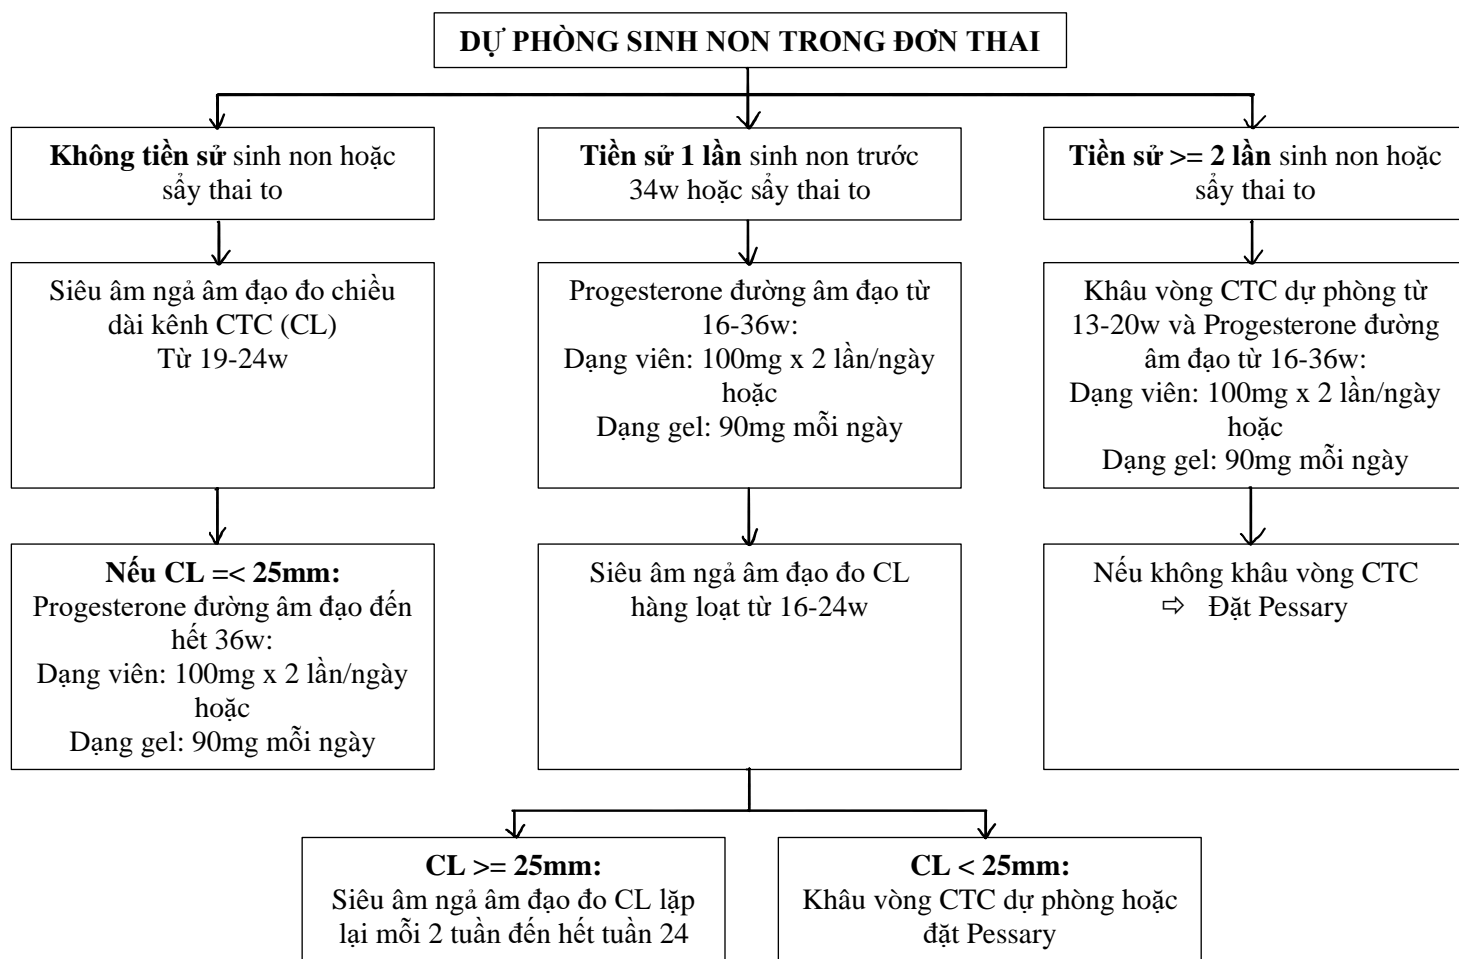 DỰ PHÒNG SINH NON TRONG ĐƠN THAI
Không tiền sử sinh non hoặc
sẩy thai to
Tiền sử 1 lần sinh non trước
34w hoặc sẩy thai to
Tiền sử >= 2 lần sinh non hoặc
sẩy thai to
Siêu âm ngả âm đạo đo chiều
dài kênh CTC (CL)
Từ 19-24w
Progesterone đường âm đạo từ
16-36w:
Dạng viên: 100mg x 2 lần/ngày
hoặc
Dạng gel: 90mg mỗi ngày
Khâu vòng CTC dự phòng từ
13-20w và Progesterone đường
âm đạo từ 16-36w:
Dạng viên: 100mg x 2 lần/ngày
hoặc
Dạng gel: 90mg mỗi ngày
Nếu CL =< 25mm:
Progesterone đường âm đạo đến
hết 36w:
Dạng viên: 100mg x 2 lần/ngày
hoặc
Dạng gel: 90mg mỗi ngày
Siêu âm ngả âm đạo đo CL
hàng loạt từ 16-24w
Nếu không khâu vòng CTC
⇨ Đặt Pessary
CL >= 25mm:
Siêu âm ngả âm đạo đo CL lặp
lại mỗi 2 tuần đến hết tuần 24
CL < 25mm:
Khâu vòng CTC dự phòng hoặc
đặt Pessary